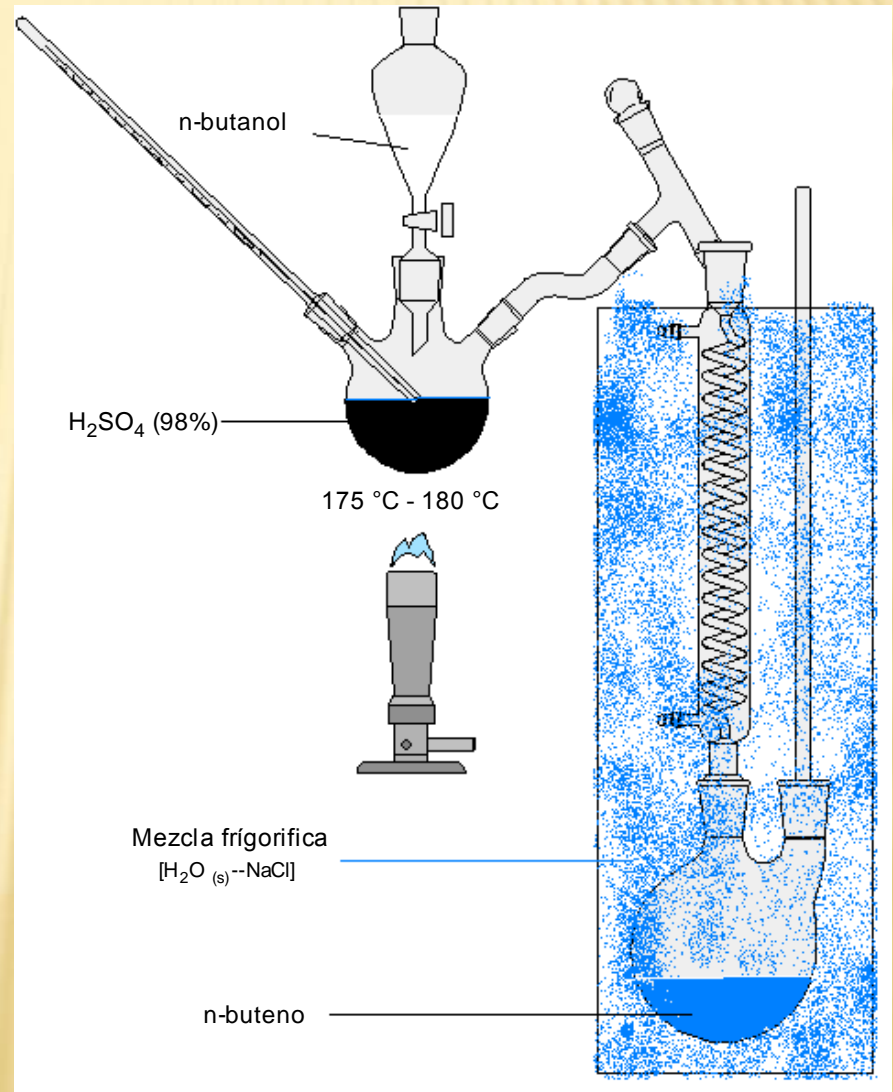 n-butanol
H₂SO₄ (98%)
175 °C - 180 °C
Mezcla frígorifica
[H₂O ₍s₎--NaCl]
n-buteno